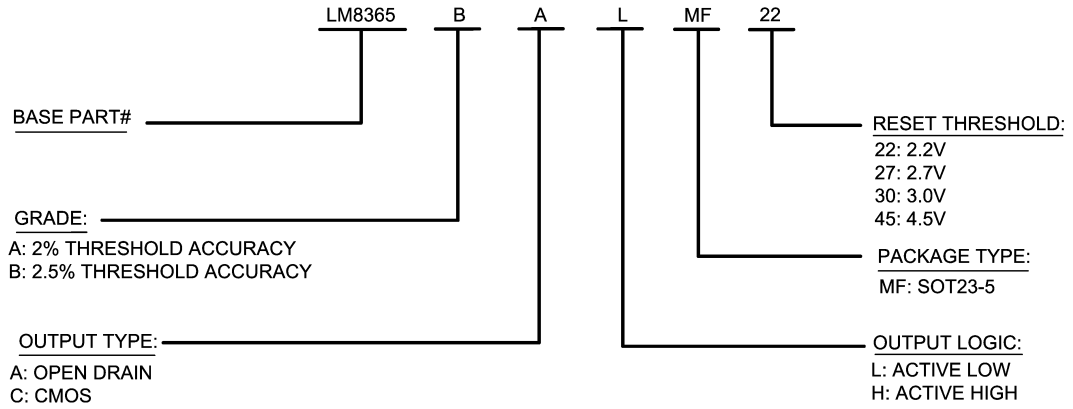 LM8365 B A L MF 22
BASE PART#
RESET THRESHOLD:
22: 2.2V
27: 2.7V
30: 3.0V
45: 4.5V
GRADE:
A: 2% THRESHOLD ACCURACY
B: 2.5% THRESHOLD ACCURACY
PACKAGE TYPE:
MF: SOT23-5
OUTPUT TYPE:
A: OPEN DRAIN
C: CMOS
OUTPUT LOGIC:
L: ACTIVE LOW
H: ACTIVE HIGH